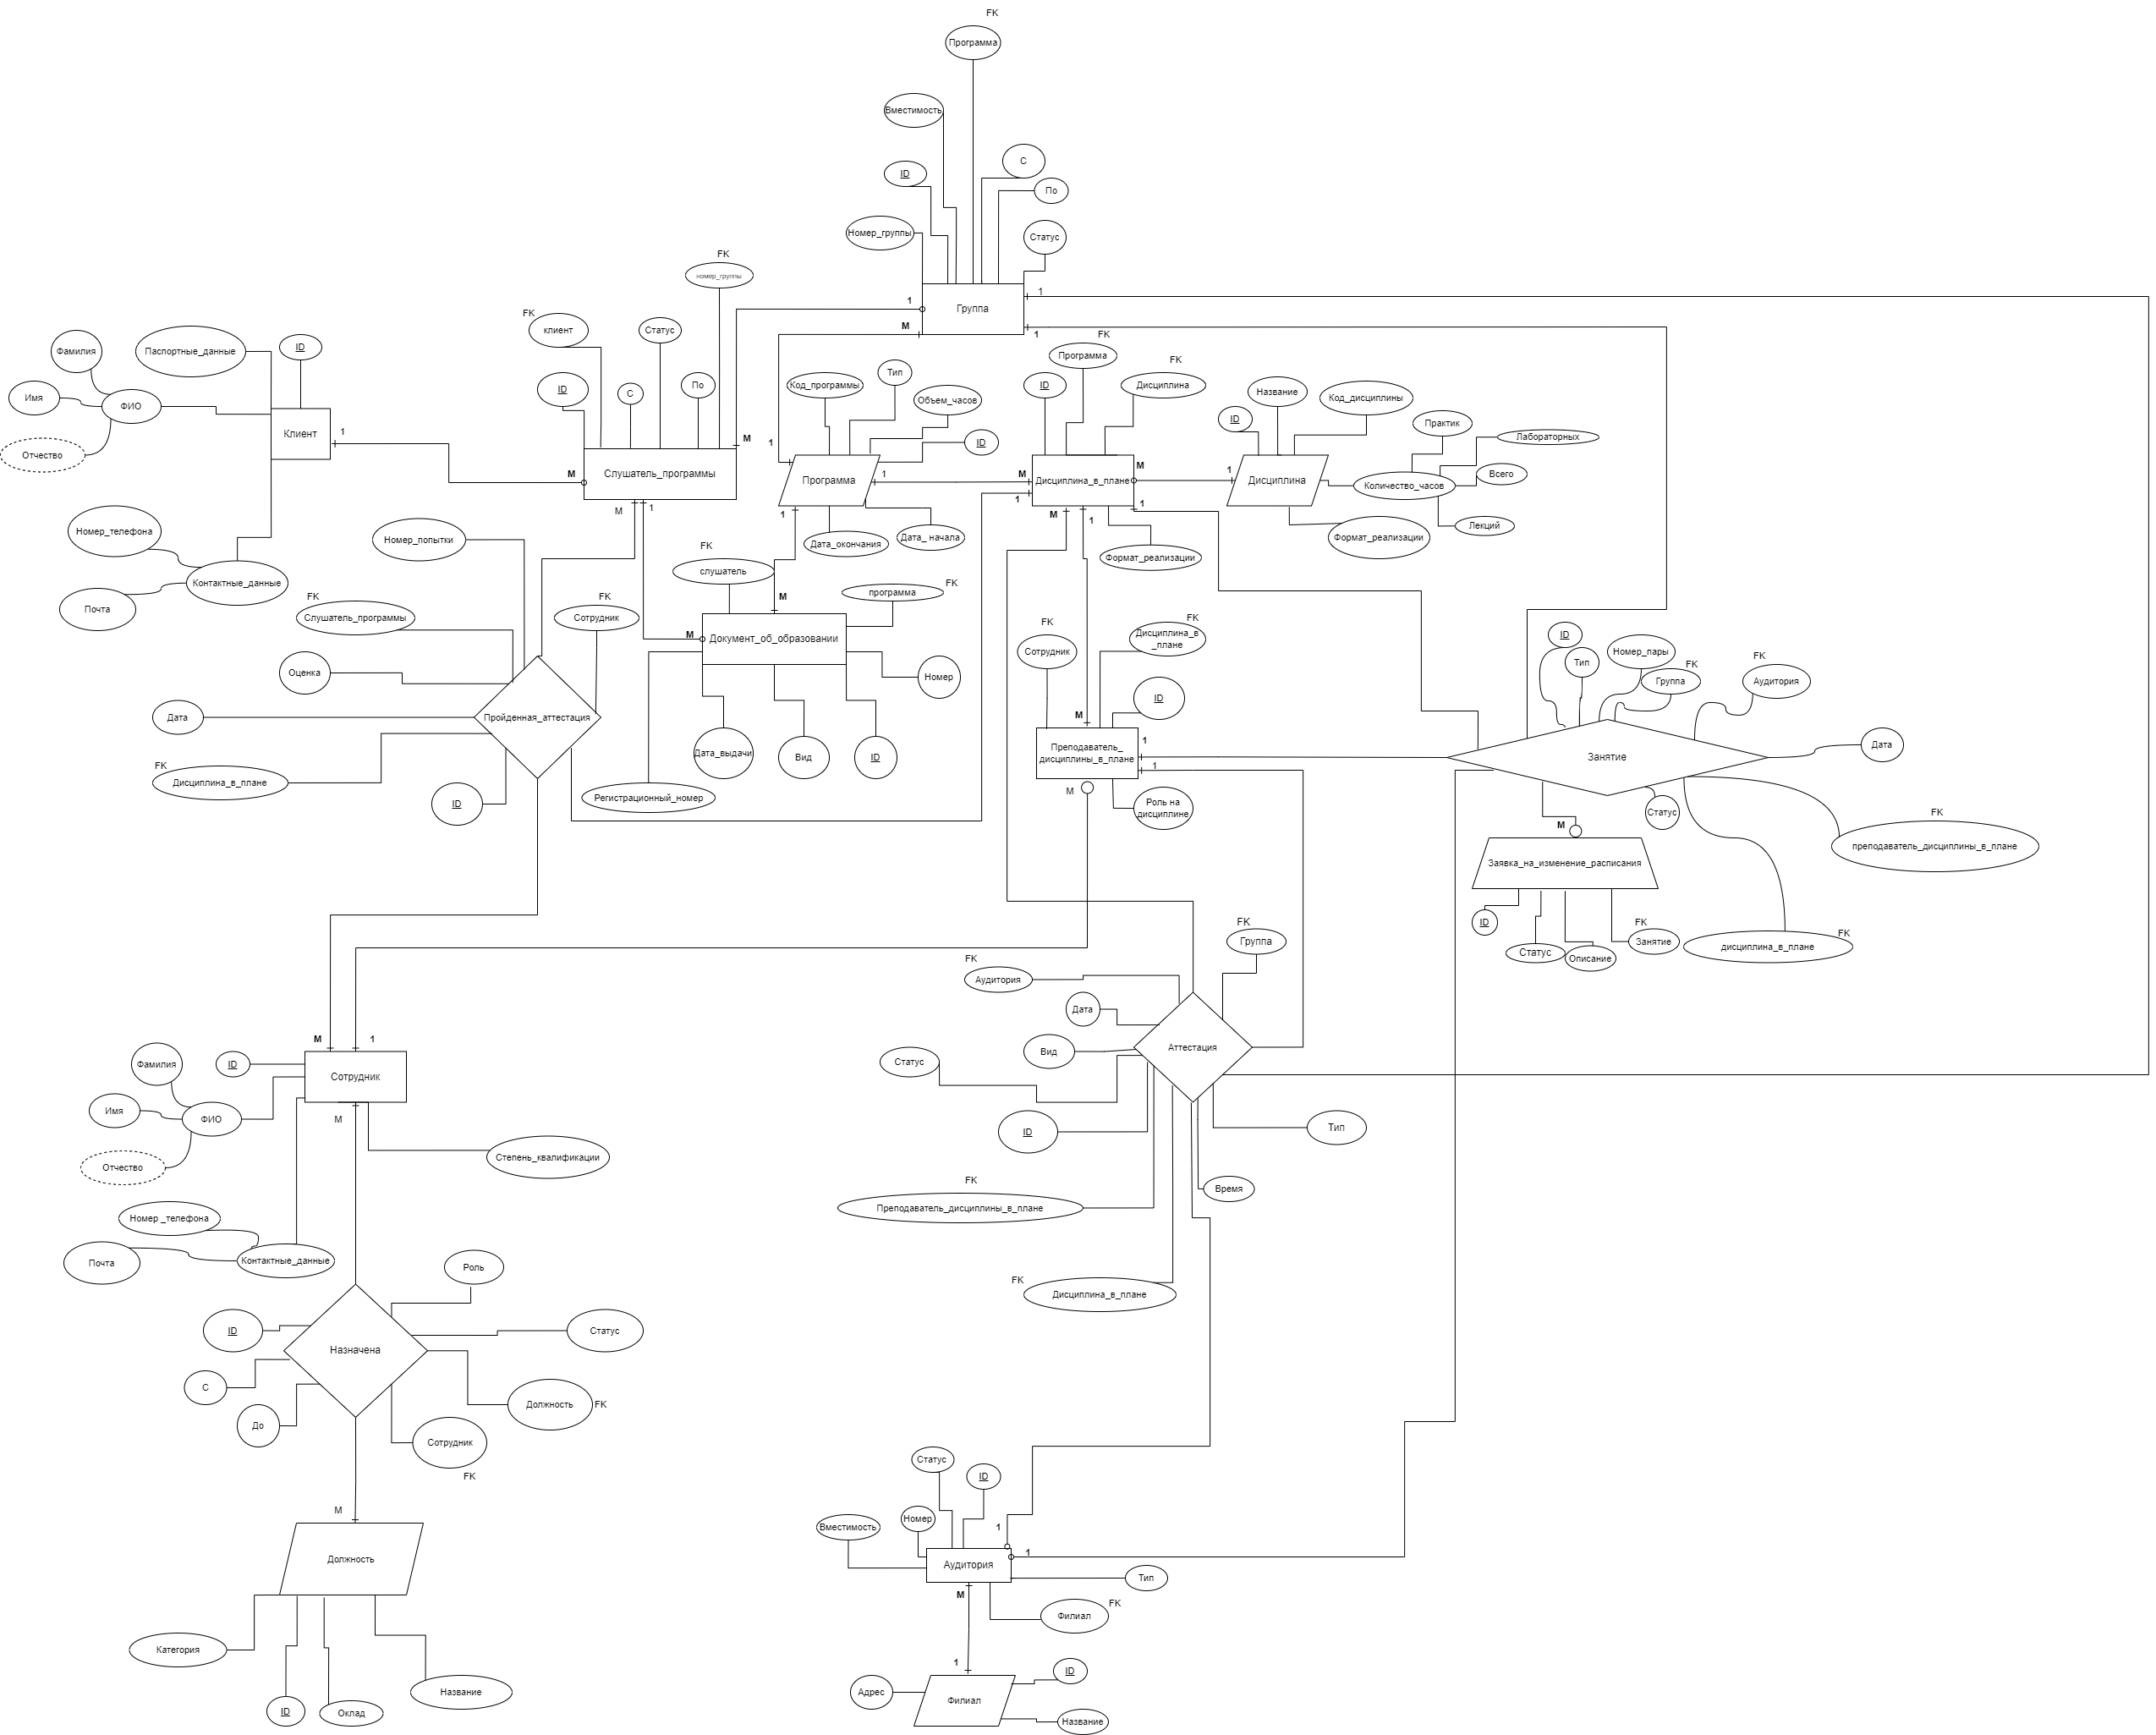 FK
Программа
Вместимость
С
ID
По
Номер_группы
Статус
FK
номер_группы
1
Группа
1
M
1
FK
клиент
Статус
FK
Программа
FK
Дисциплина
Фамилия
Паспортные_данные
ID
Имя
ФИО
Отчество
Клиент
1
ID
С
По
M
M
Слушатель_программы
M
1
Код_программы
Тип
Объем_часов
ID
1
Программа
1
1
Дата_окончания
Дата_ начала
ID
M
Дисциплина_в_плане
M
1
M
1
1
Формат_реализации
Название
ID
Код_дисциплины
1
Дисциплина
Практик
Лабораторных
Всего
Количество_часов
Лекций
Формат_реализации
Номер_телефона
Контактные_данные
Почта
Номер_попытки
FK
Слушатель_программы
FK
Сотрудник
Оценка
Дата
FK
Дисциплина_в_плане
ID
Пройденная_аттестация
FK
слушатель
M
FK
программа
M
Документ_об_образовании
Номер
Дата_выдачи
Вид
ID
Регистрационный_номер
FK
Сотрудник
FK
Дисциплина_в
_плане
ID
M
Преподаватель_
дисциплины_в_плане
1
1
M
Роль на
дисциплине
ID
Тип
Номер_пары
FK
Группа
FK
Аудитория
Дата
Занятие
Статус
FK
преподаватель_дисциплины_в_плане
FK
дисциплина_в_плане
M
Заявка_на_изменение_расписания
ID
Статус
Описание
FK
Занятие
FK
Группа
FK
Аудитория
Дата
Вид
Статус
Аттестация
ID
Тип
Время
FK
Преподаватель_дисциплины_в_плане
FK
Дисциплина_в_плане
M
1
Фамилия
ID
Имя
ФИО
Отчество
Сотрудник
M
Степень_квалификации
Номер _телефона
Почта
Контактные_данные
Роль
ID
Статус
Назначена
С
До
Должность
FK
Сотрудник
FK
M
Должность
Категория
ID
Оклад
Название
Статус
ID
Номер
Вместимость
1
1
Аудитория
Тип
M
Филиал
FK
1
ID
Адрес
Филиал
Название